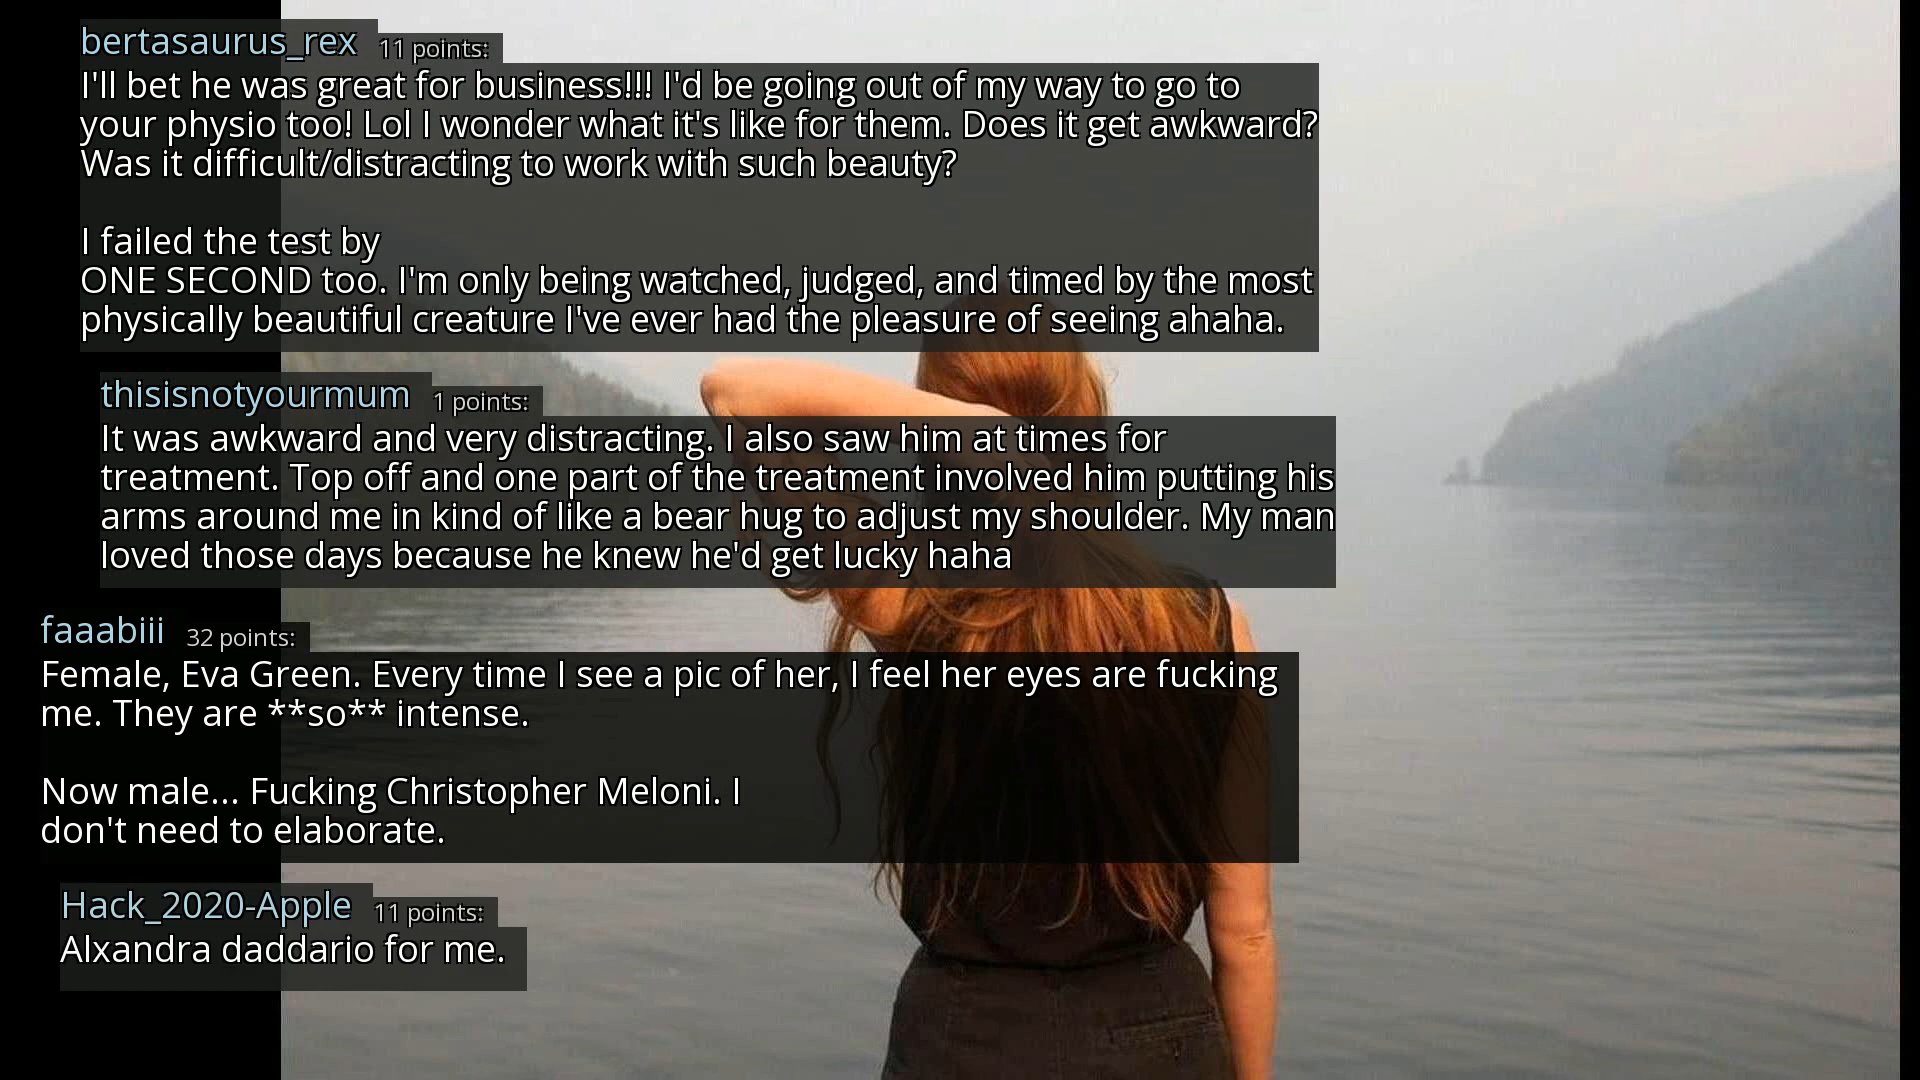 bertasaurus_rex 11 points:
I'll bet he was great for business!!! I'd be going out of my way to go to
your physio too! Lol I wonder what it's like for them. Does it get awkward?
Was it difficult/distracting to work with such beauty?
I failed the test by
ONE SECOND too. I'm only being watched, judged, and timed by the most
physically beautiful creature I've ever had the pleasure of seeing ahaha.
thisisnotyourmum 1 points:
It was awkward and very distracting. I also saw him at times for
treatment. Top off and one part of the treatment involved him putting his
arms around me in kind of like a bear hug to adjust my shoulder. My man
loved those days because he knew he'd get lucky haha
faaabiii 32 points:
Female, Eva Green. Every time I see a pic of her, I feel her eyes are fucking
me. They are **so** intense.
Now male... Fucking Christopher Meloni. I
don't need to elaborate.
Hack_2020-Apple 11 points:
Alxandra daddario for me.